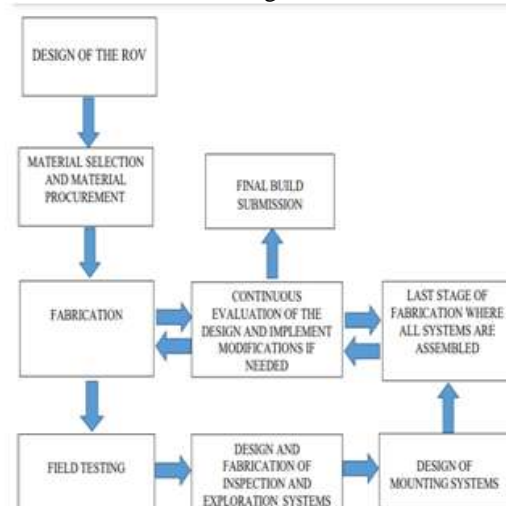 DESIGN OF THE ROV
MATERIAL SELECTION
AND MATERIAL
PROCUREMENT
FINAL BUILD
SUBMISSION
FABRICATION
CONTINUOUS
EVALUATION OF THE
DESIGN AND IMPLEMENT
MODIFICATIONS IF
NEEDED
LAST STAGE OF
FABRICATION WHERE
ALL SYSTEMS ARE
ASSEMBLED
FIELD TESTING
DESIGN AND
FABRICATION OF
INSPECTION AND
EXPLORATION SYSTEMS
DESIGN OF
MOUNTING SYSTEMS